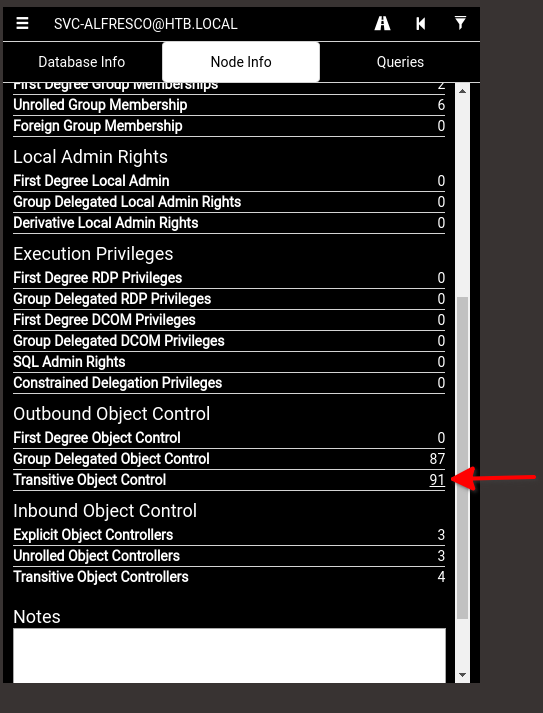 SVC-ALFRESCO@HTB.LOCAL
Database Info Node Info Queries
First Degree Group Memberships 2
Unrolled Group Membership 6
Foreign Group Membership 0
Local Admin Rights
First Degree Local Admin 0
Group Delegated Local Admin Rights 0
Derivative Local Admin Rights 0
Execution Privileges
First Degree RDP Privileges 0
Group Delegated RDP Privileges 0
First Degree DCOM Privileges 0
Group Delegated DCOM Privileges 0
SQL Admin Rights 0
Constrained Delegation Privileges 0
Outbound Object Control
First Degree Object Control 0
Group Delegated Object Control 87
Transitive Object Control 91
Inbound Object Control
Explicit Object Controllers 3
Unrolled Object Controllers 3
Transitive Object Controllers 4
Notes